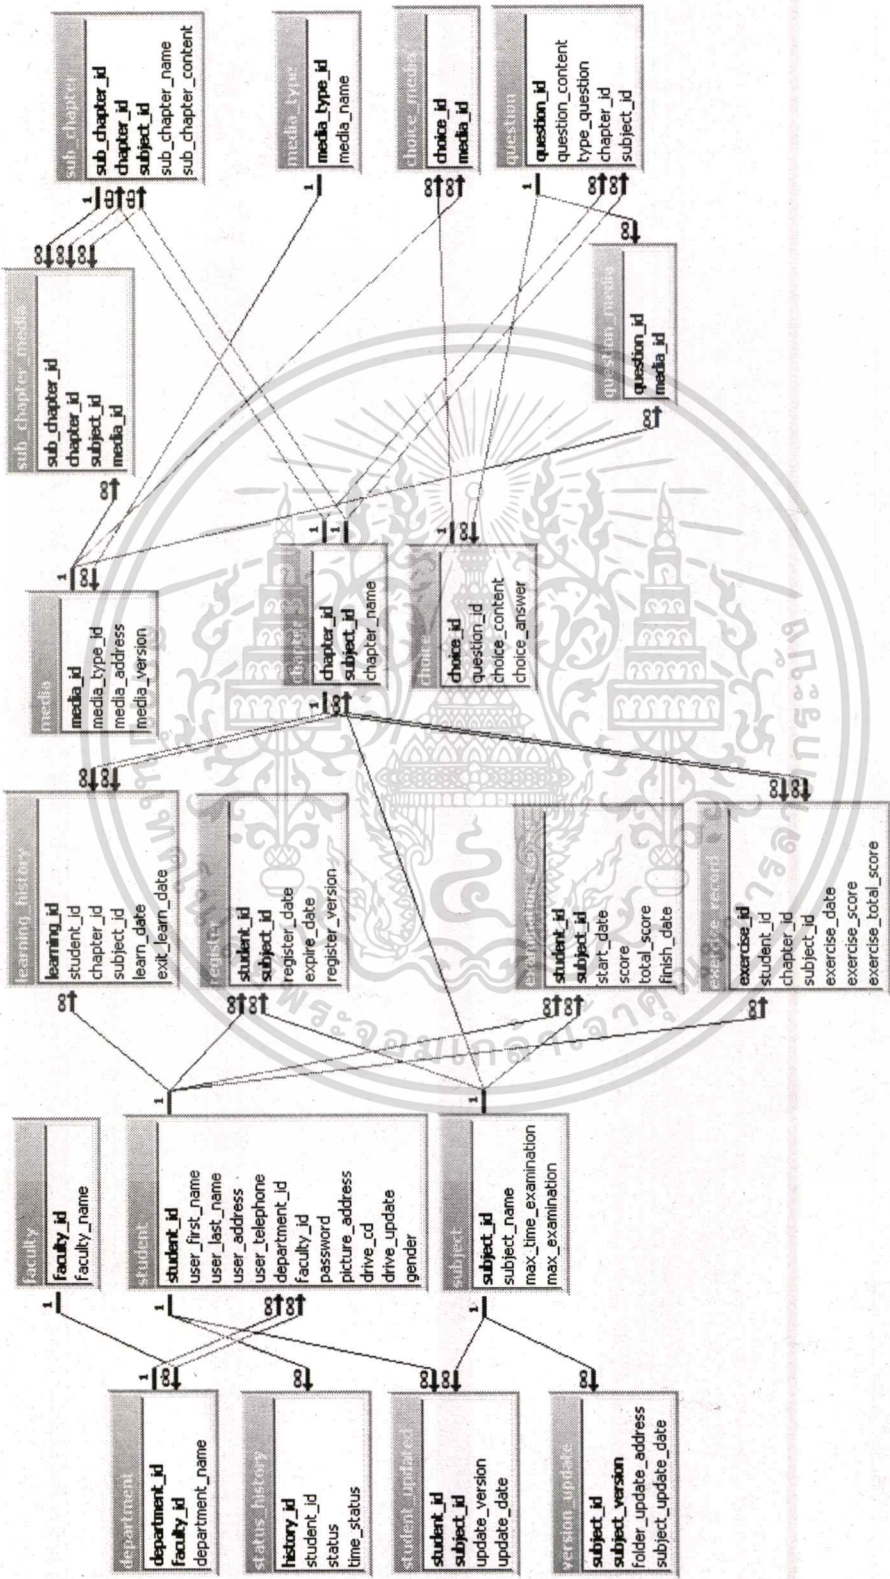 faculty
faculty_id
faculty_name
department
department_id
faculty_id
department_name
student
student_id
user_first_name
user_last_name
user_address
user_telephone
department_id
faculty_id
password
picture_address
drive_cd
drive_update
gender
status_history
history_id
student_id
status
time_status
student_updated
student_id
subject_id
update_version
update_date
subject
subject_id
subject_name
max_time_examination
max_examination
version_update
subject_id
subject_version
folder_update_address
subject_update_date
learning_history
learning_id
student_id
chapter_id
subject_id
learn_date
exit_learn_date
student_id
subject_id
register_date
expire_date
register_version
student_id
subject_id
start_date
score
total_score
finish_date
exercise_record
exercise_id
student_id
chapter_id
subject_id
exercise_date
exercise_score
exercise_total_score
media
media_id
media_type_id
media_address
media_version
chapter
chapter_id
subject_id
chapter_name
choice
choice_id
question_id
choice_content
choice_answer
sub_chapter_media
sub_chapter_id
chapter_id
subject_id
media_id
question_media
question_id
media_id
sub_chapter
sub_chapter_id
chapter_id
subject_id
sub_chapter_name
sub_chapter_content
media_type
media_type_id
media_name
choice_media
choice_id
media_id
question
question_id
question_content
type_question
chapter_id
subject_id